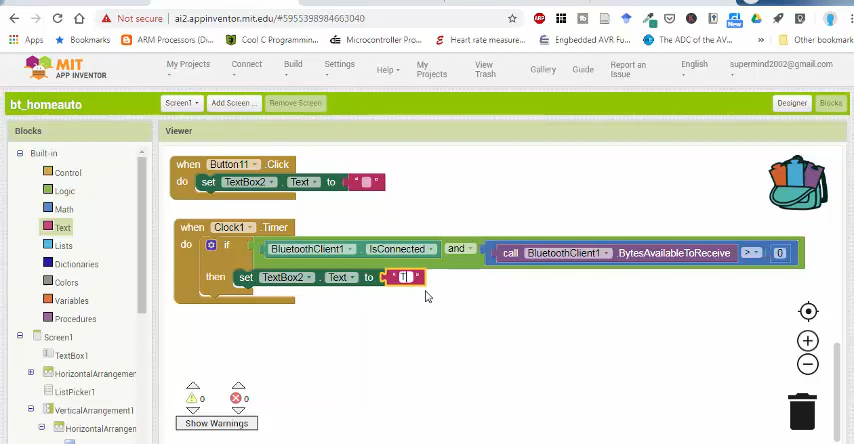 Not secure | ai2.appinventor.mit.edu/#5955398984663040
ABP
New
Apps Bookmarks ARM Processors (Di... Cool C Programmin... Microcontroller Pro... Heart rate measure... Engbedded AVR Fu... The ADC of the AV... » Other bookmark
MIT APP INVENTOR
My Projects Connect Build Settings Help My Projects View Trash Gallery Guide Report an Issue English supermind2002@gmail.com
bt_homeauto Screen1 Add Screen ... Remove Screen Designer Blocks
Blocks Viewer
Built-in
Control
Logic
Math
Text
Lists
Dictionaries
Colors
Variables
Procedures
Screen1
TextBox1
HorizontalArrangemen
ListPicker1
VerticalArrangement1
HorizontalArrangemen
when Button11 .Click
do set TextBox2 . Text to “ ”
when Clock1 .Timer
do if BluetoothClient1 . IsConnected and call BluetoothClient1 .BytesAvailableToReceive > 0
then set TextBox2 . Text to “ T ”
0 0
Show Warnings